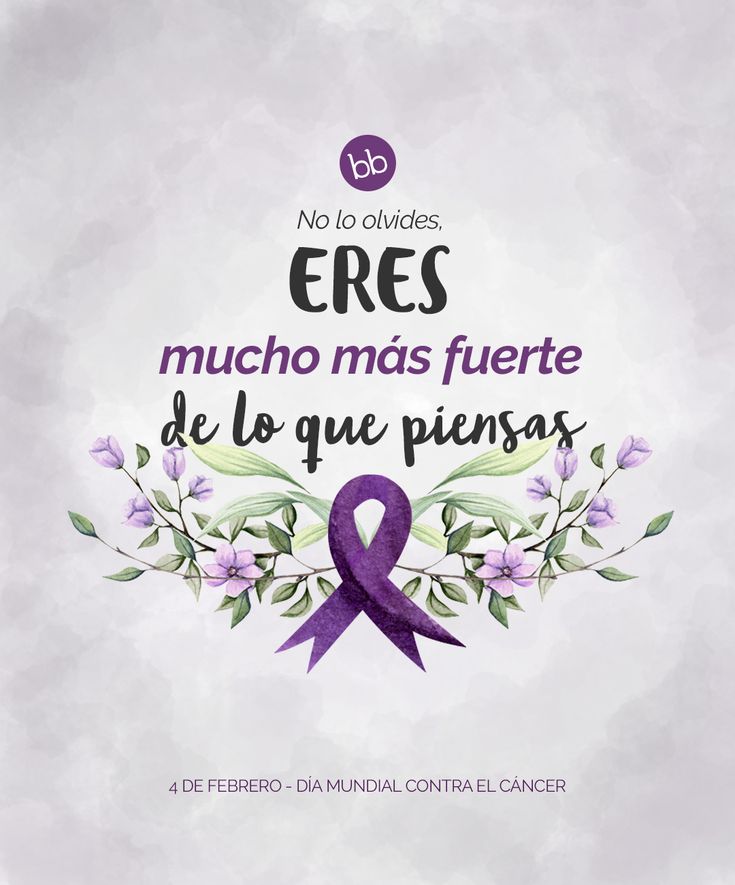 bb
No lo olvides,
ERES
mucho más fuerte
de lo que piensas
4 DE FEBRERO - DÍA MUNDIAL CONTRA EL CÁNCER